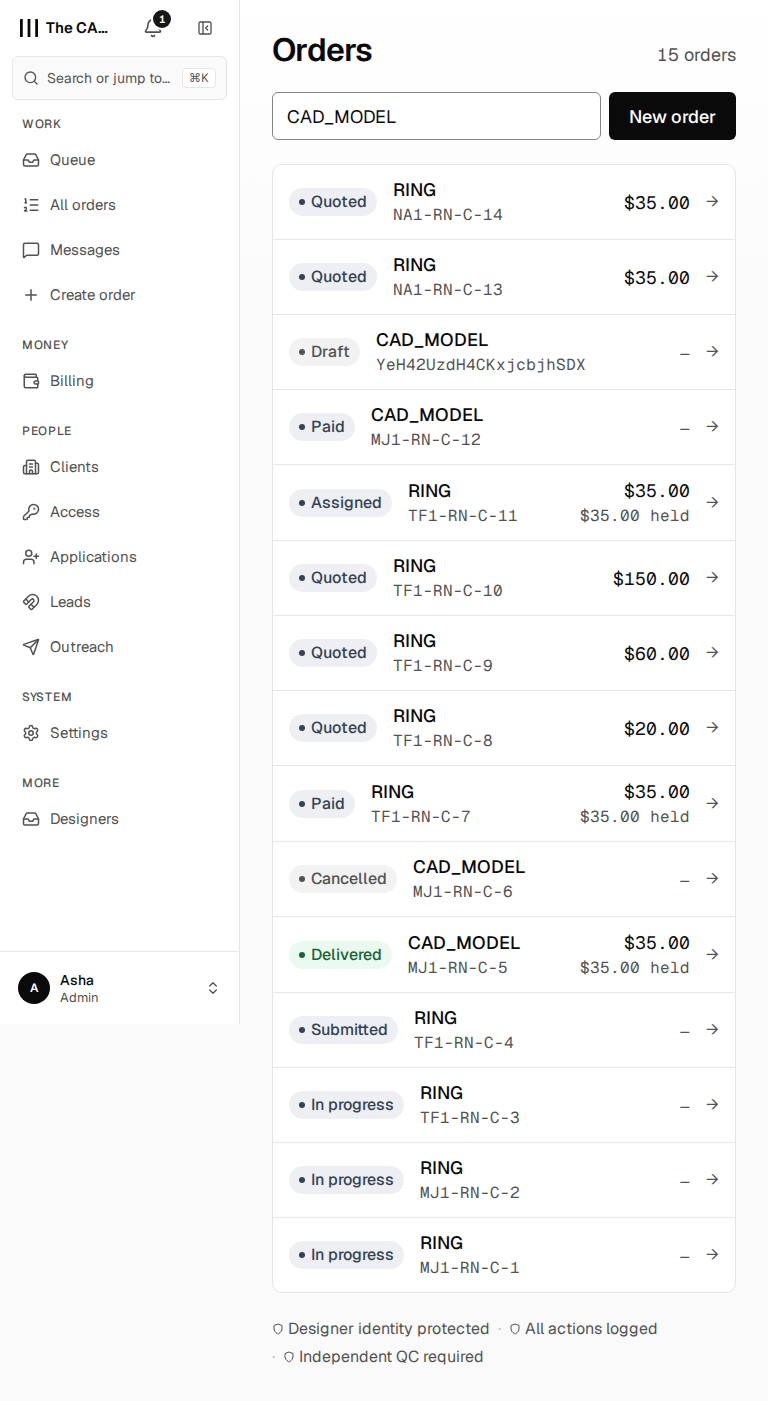 The CA…
1
Search or jump to… ⌘K
WORK
Queue
All orders
Messages
Create order
MONEY
Billing
PEOPLE
Clients
Access
Applications
Leads
Outreach
SYSTEM
Settings
MORE
Designers
A
Asha
Admin
Orders
15 orders
CAD_MODEL
New order
Quoted RING $35.00
NA1-RN-C-14
Quoted RING $35.00
NA1-RN-C-13
Draft CAD_MODEL –
YeH42UzdH4CKxjcbjhSDX
Paid CAD_MODEL –
MJ1-RN-C-12
Assigned RING $35.00
TF1-RN-C-11 $35.00 held
Quoted RING $150.00
TF1-RN-C-10
Quoted RING $60.00
TF1-RN-C-9
Quoted RING $20.00
TF1-RN-C-8
Paid RING $35.00
TF1-RN-C-7 $35.00 held
Cancelled CAD_MODEL –
MJ1-RN-C-6
Delivered CAD_MODEL $35.00
MJ1-RN-C-5 $35.00 held
Submitted RING –
TF1-RN-C-4
In progress RING –
TF1-RN-C-3
In progress RING –
MJ1-RN-C-2
In progress RING –
MJ1-RN-C-1
Designer identity protected · All actions logged
· Independent QC required